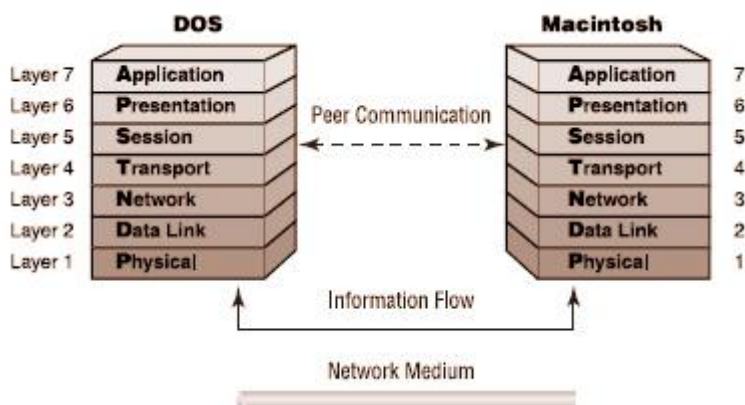 DOS
Macintosh
Layer 7 Application
Layer 6 Presentation
Layer 5 Session
Layer 4 Transport
Layer 3 Network
Layer 2 Data Link
Layer 1 Physical
Peer Communication
Application 7
Presentation 6
Session 5
Transport 4
Network 3
Data Link 2
Physical 1
Information Flow
Network Medium